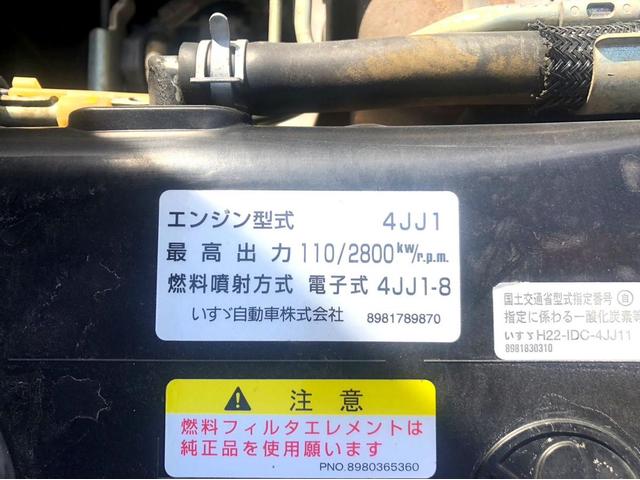 エンジン型式 4JJ1
最高出力 110/2800kw/r.p.m.
燃料噴射方式 電子式 4JJ1-8
いすゞ自動車株式会社 8981789870
国土交通省型式指定番号 自
指定に係わる一酸化炭素等
いすゞH22-IDC-4JJ11
8981830310
注意
燃料フィルタエレメントは
純正品を使用願います
PNO.8980365360